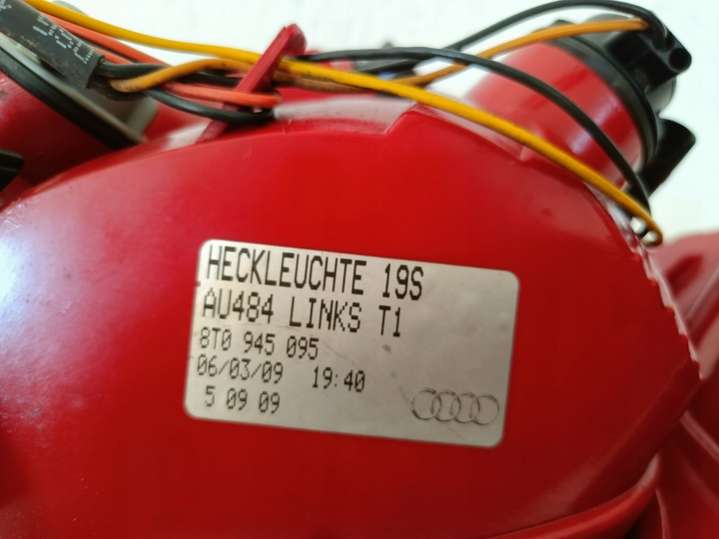 HECKLEUCHTE 19S
AU484 LINKS T1
8T0 945 095
06/03/09 19:40
5 09 09